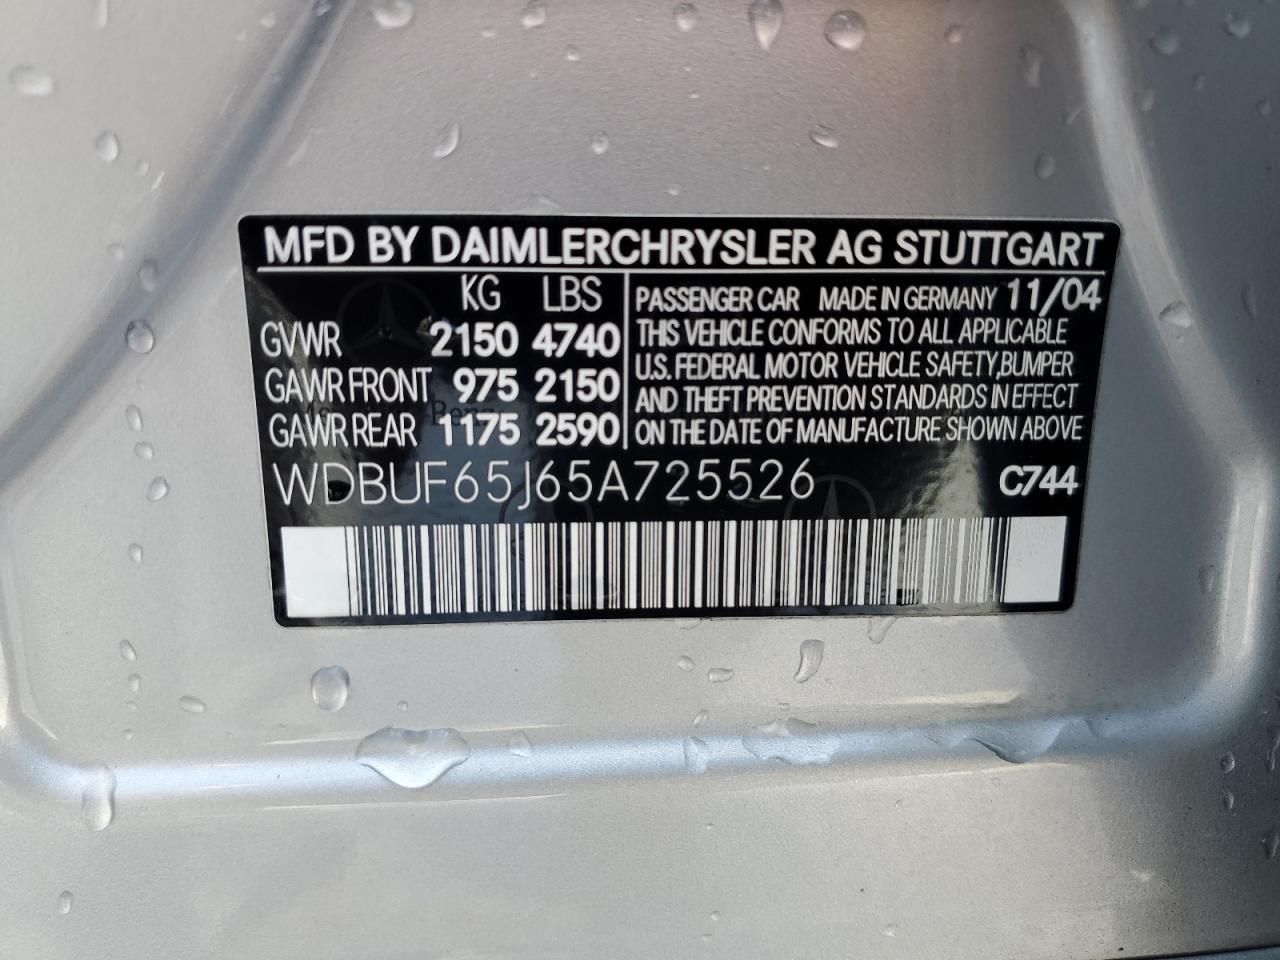 MFD BY DAIMLERCHRYSLER AG STUTTGART
KG LBS
GVWR 2150 4740
GAWR FRONT 975 2150
GAWR REAR 1175 2590
PASSENGER CAR MADE IN GERMANY 11/04
THIS VEHICLE CONFORMS TO ALL APPLICABLE
U.S. FEDERAL MOTOR VEHICLE SAFETY,BUMPER
AND THEFT PREVENTION STANDARDS IN EFFECT
ON THE DATE OF MANUFACTURE SHOWN ABOVE
WDBUF65J65A725526 C744